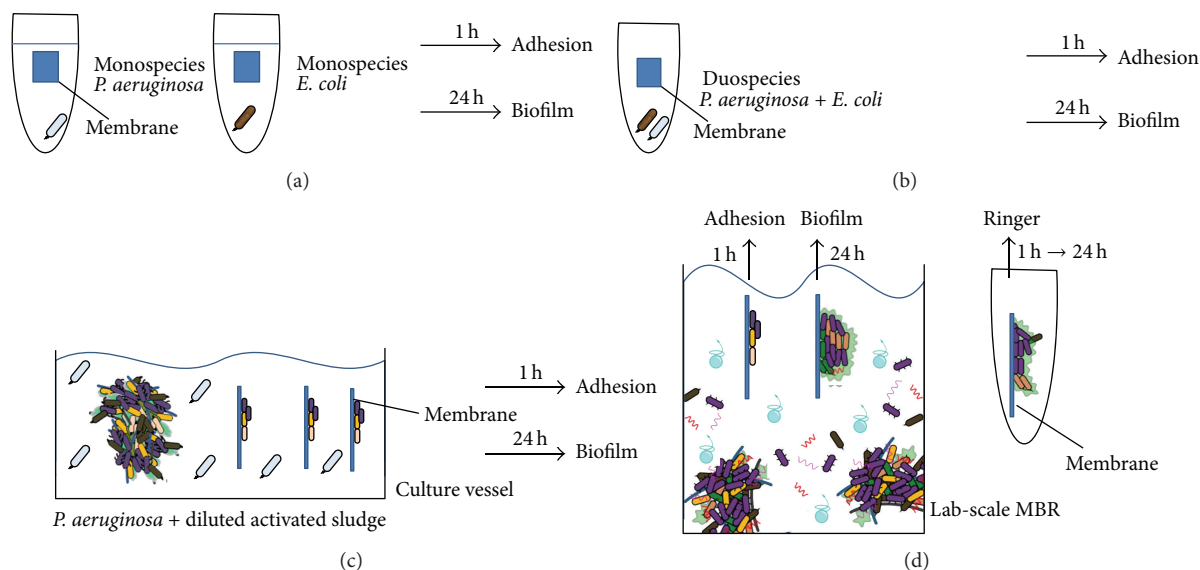 Monospecies
P. aeruginosa
Membrane
Monospecies
E. coli
1 h
Adhesion
24 h
Biofilm
(a)
Duospecies
P. aeruginosa + E. coli
Membrane
1 h
Adhesion
24 h
Biofilm
(b)
Membrane
Culture vessel
P. aeruginosa + diluted activated sludge
1 h
Adhesion
24 h
Biofilm
(c)
Adhesion
1 h
Biofilm
24 h
Ringer
1 h → 24 h
Membrane
Lab-scale MBR
(d)